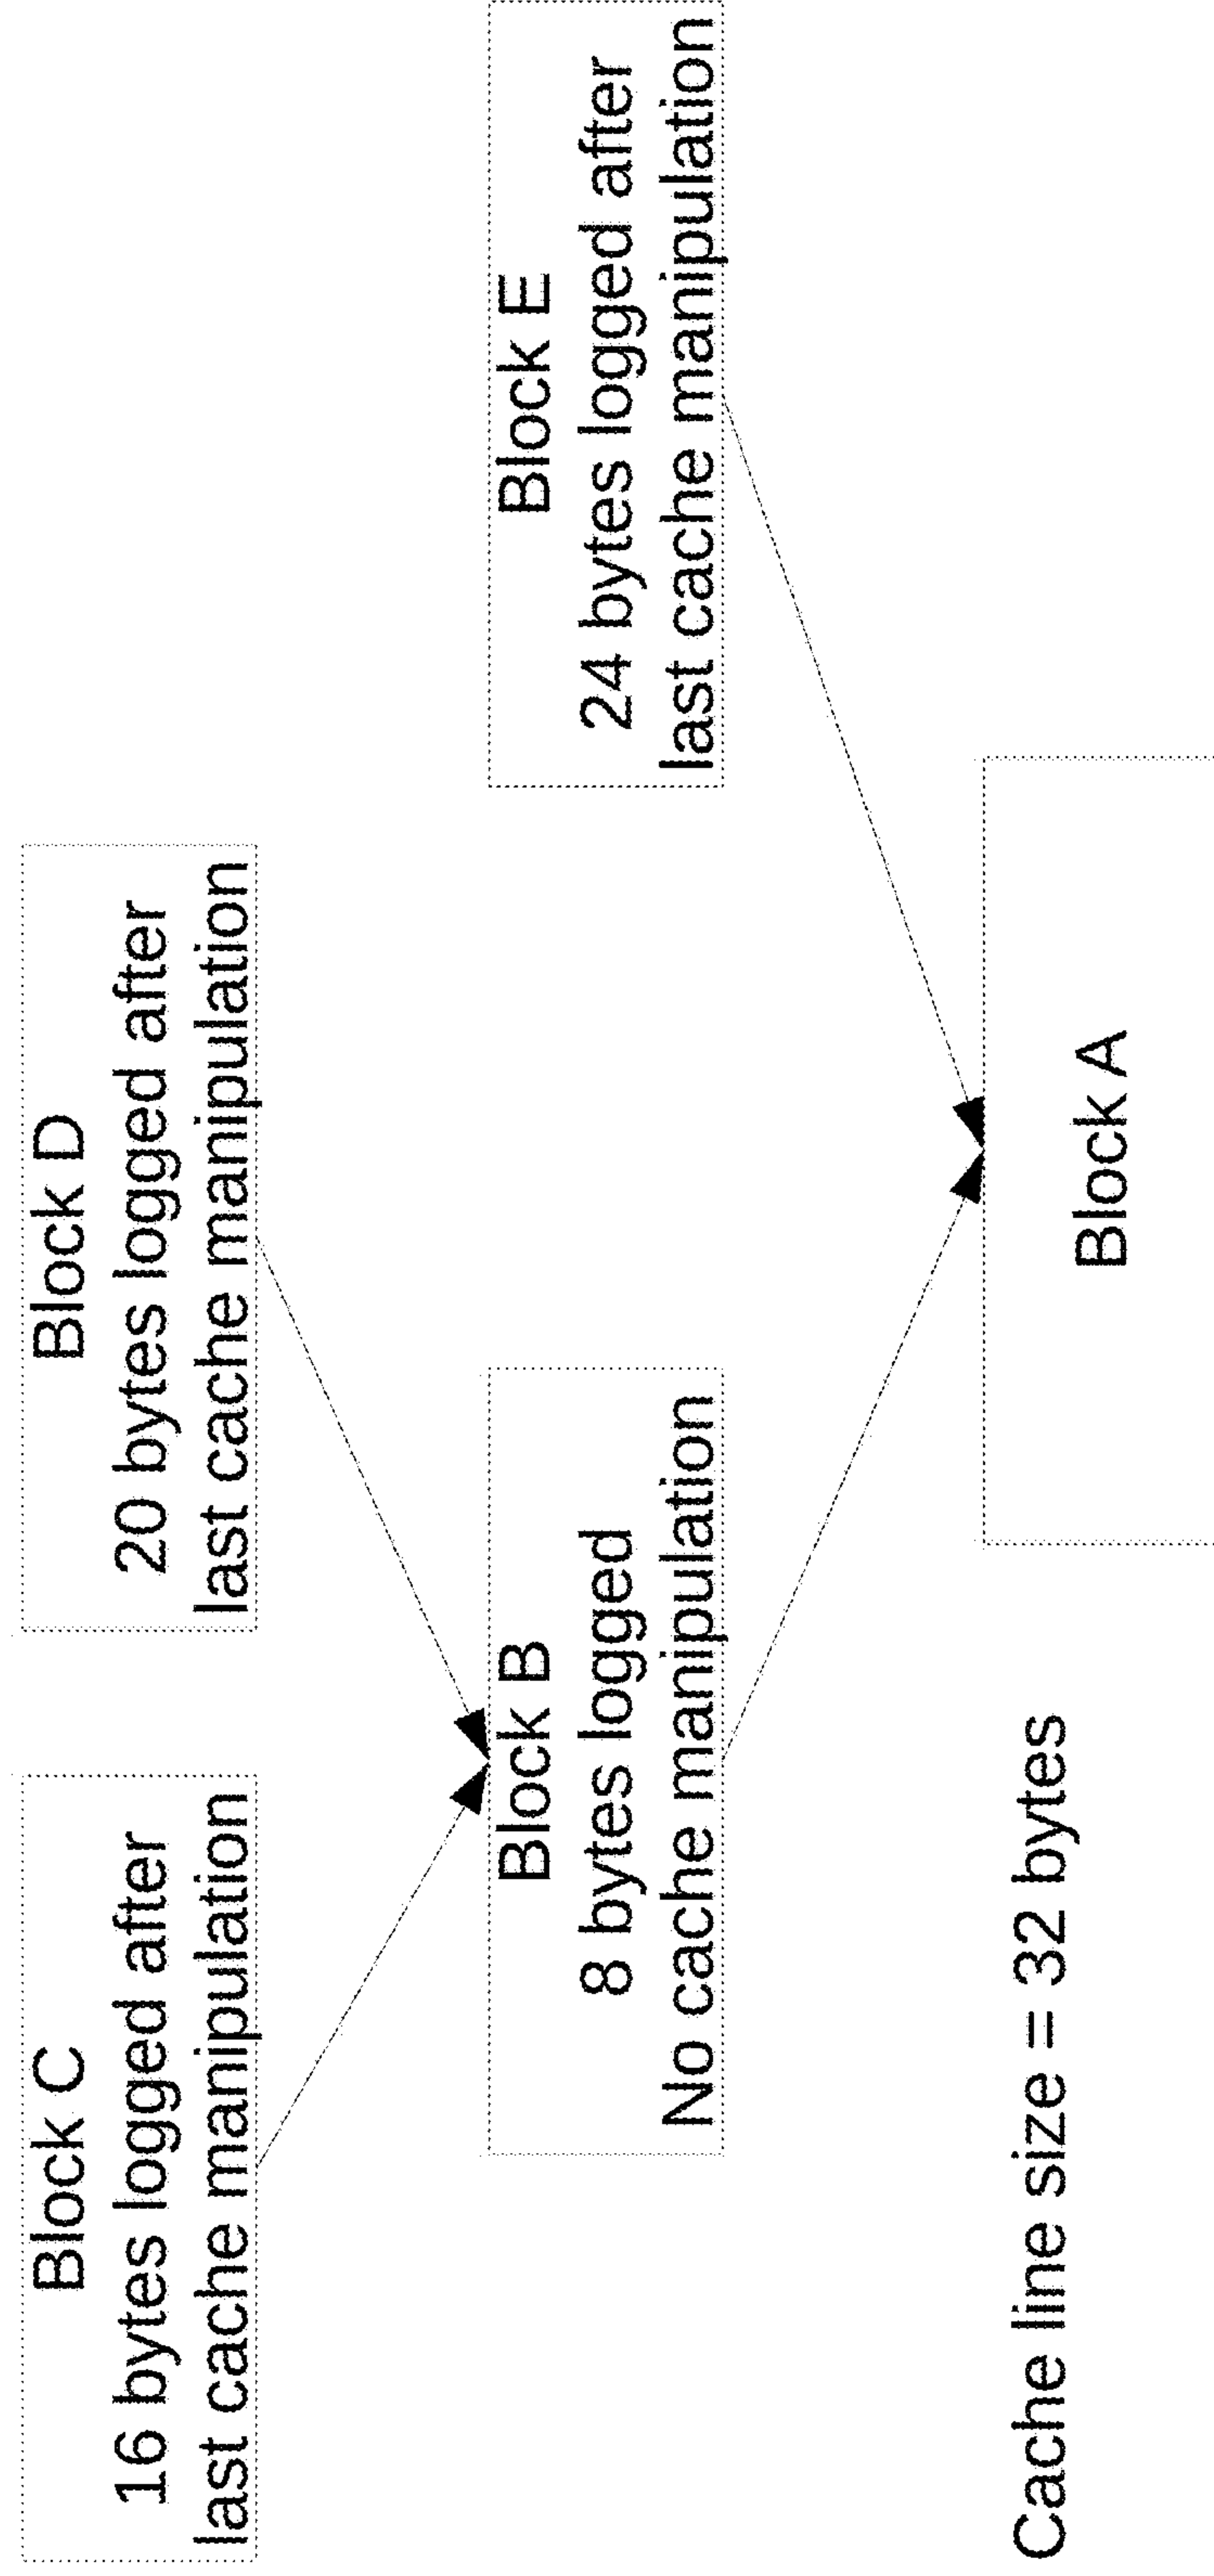 Block C
16 bytes logged after
last cache manipulation
Block D
20 bytes logged after
last cache manipulation
Block B
8 bytes logged
No cache manipulation
Block E
24 bytes logged after
last cache manipulation
Cache line size = 32 bytes
Block A